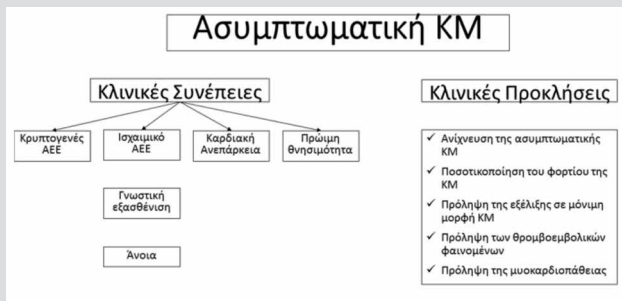 Ασυμπτωματική ΚΜ
Κλινικές Συνέπειες
Κρυπτογενές
ΑΕΕ
Ισχαιμικό
ΑΕΕ
Καρδιακή
Ανεπάρκεια
Πρώιμη
θνησιμότητα
Γνωστική
εξασθένιση
Άνοια
Κλινικές Προκλήσεις
✓ Ανίχνευση της ασυμπτωματικής
ΚΜ
✓ Ποσοτικοποίηση του φορτίου της
ΚΜ
✓ Πρόληψη της εξέλιξης σε μόνιμη
μορφή ΚΜ
✓ Πρόληψη των θρομβοεμβολικών
φαινομένων
✓ Πρόληψη της μυοκαρδιοπάθειας